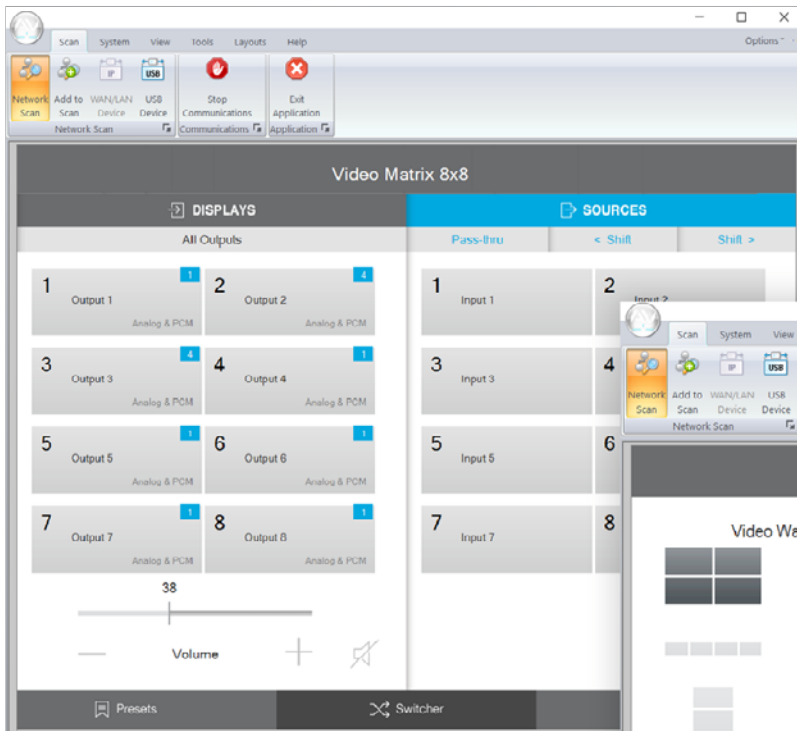 Scan System View Tools Layouts Help
Options
Network Scan
Add to Scan
WAN/LAN Device
USB Device
Stop Communications
Exit Application
Network Scan Communications Application
Video Matrix 8x8
DISPLAYS
SOURCES
All Outputs
Pass-thru < Shift Shift >
1 Output 1 Analog & PCM 1
2 Output 2 Analog & PCM 4
1 Input 1
2 Input 2
3 Output 3 Analog & PCM 4
4 Output 4 Analog & PCM 1
3 Input 3
4
5 Output 5 Analog & PCM 1
6 Output 6 Analog & PCM 1
5 Input 5
6
7 Output 7 Analog & PCM 1
8 Output 8 Analog & PCM 1
7 Input 7
8
38
Volume
Presets
Switcher
Scan System View
IP
USB
Network Scan
Add to Scan
WAN/LAN Device
USB Device
Network Scan
Video Wa